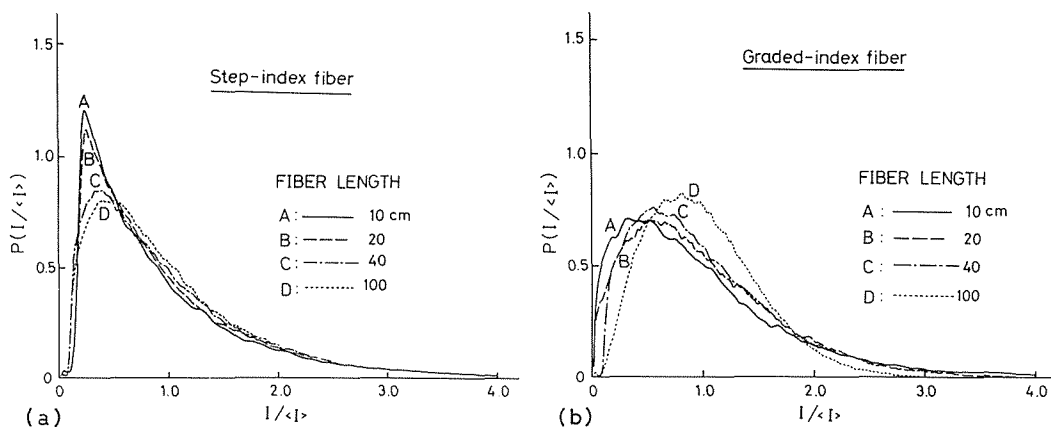 1.5
1.0
0.5
0
P(I/<I>)
Step-index fiber
A
B
C
D
FIBER LENGTH
A: 10 cm
B: 20
C: 40
D: 100
0.0 1.0 2.0 3.0 4.0
I/<I>
(a)
1.5
1.0
0.5
0
P(I/<I>)
Graded-index fiber
A
B
C
D
FIBER LENGTH
A: 10 cm
B: 20
C: 40
D: 100
0.0 1.0 2.0 3.0 4.0
I/<I>
(b)